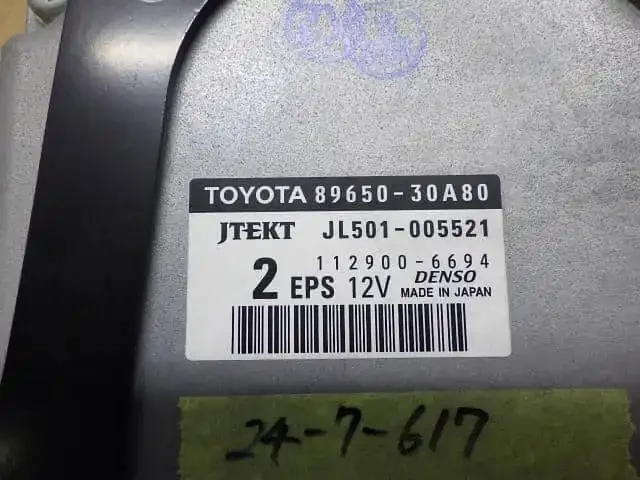 TOYOTA 89650-30A80
JTEKT JL501-005521
112900-6694
2 EPS 12V DENSO
MADE IN JAPAN
24-7-617